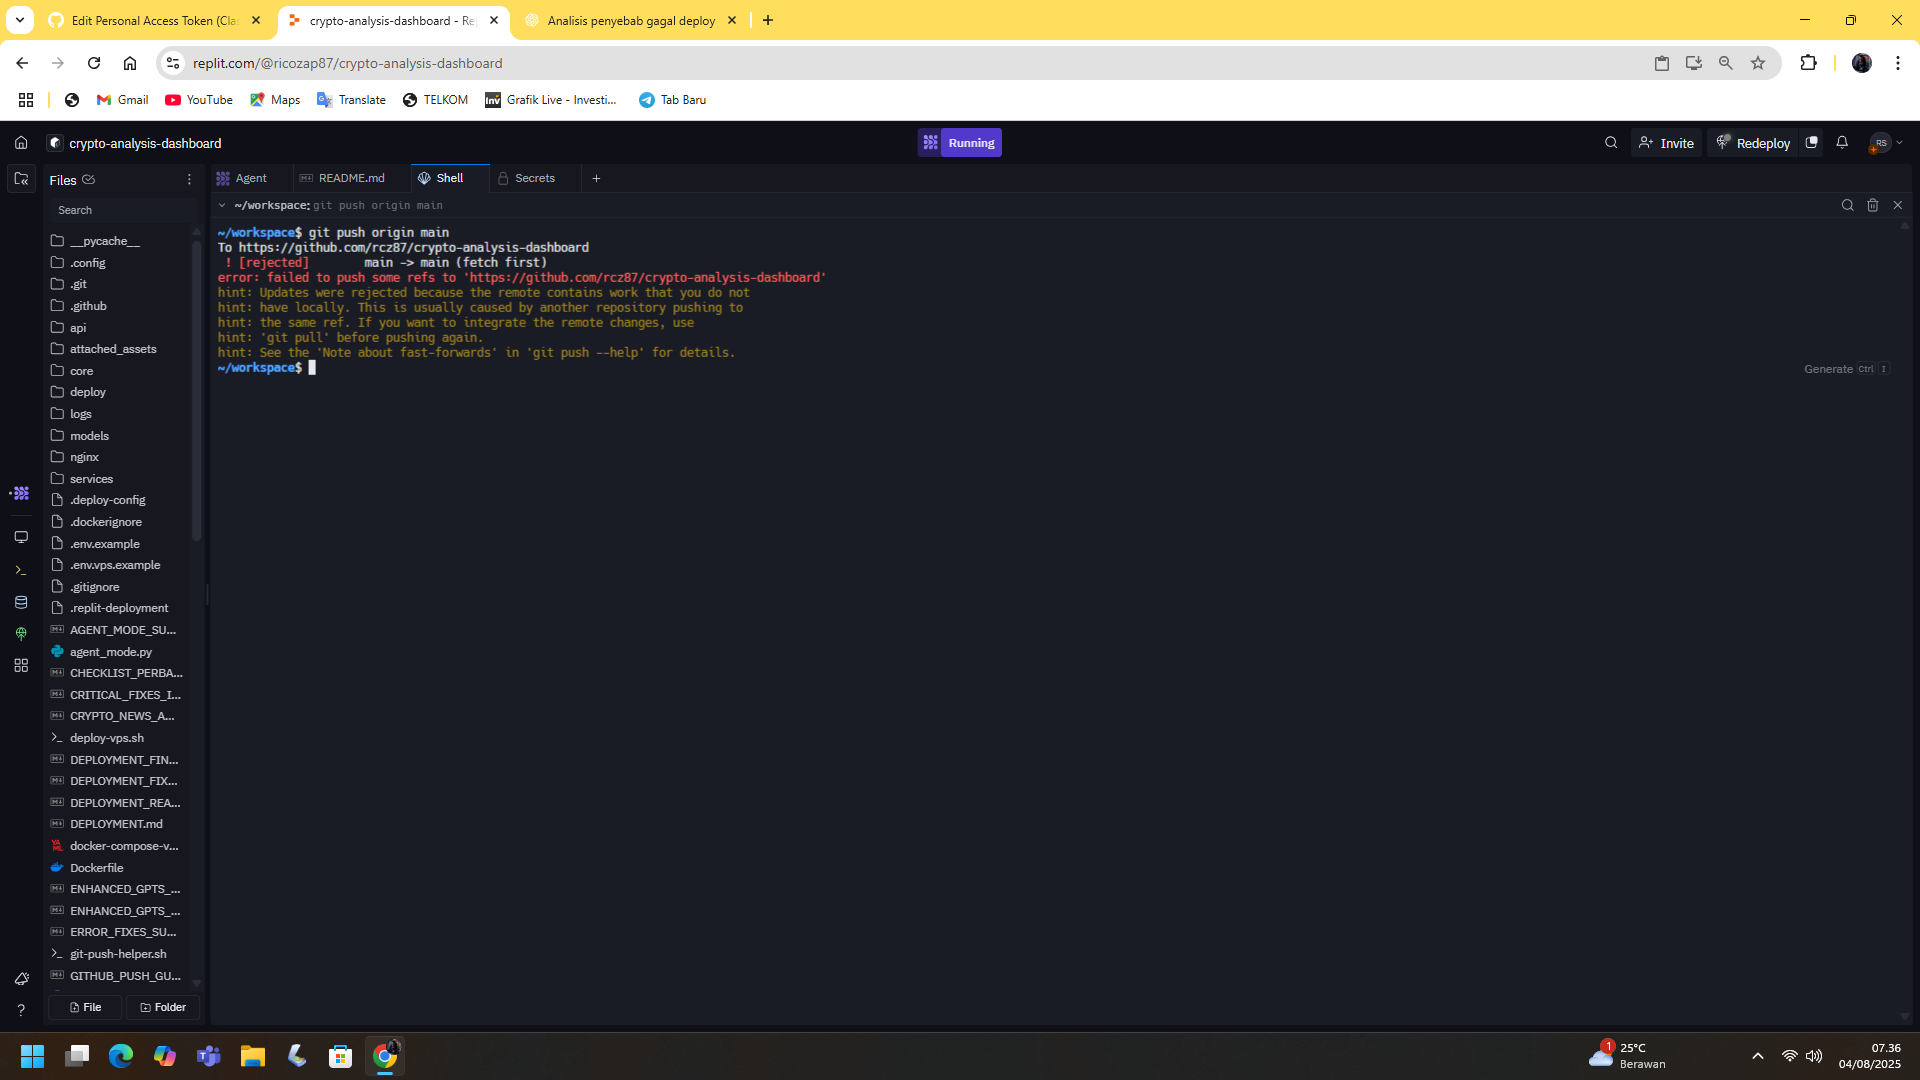 Edit Personal Access Token (Cla
crypto-analysis-dashboard - Re
Analisis penyebab gagal deploy
replit.com/@ricozap87/crypto-analysis-dashboard
Gmail
YouTube
Maps
Translate
TELKOM
Grafik Live - Investi...
Tab Baru
crypto-analysis-dashboard
Running
Invite
Redeploy
RS
Files
Agent
README.md
Shell
Secrets
Search
~/workspace: git push origin main
~/workspace$ git push origin main
To https://github.com/rcz87/crypto-analysis-dashboard
! [rejected]        main -> main (fetch first)
error: failed to push some refs to 'https://github.com/rcz87/crypto-analysis-dashboard'
hint: Updates were rejected because the remote contains work that you do not
hint: have locally. This is usually caused by another repository pushing to
hint: the same ref. If you want to integrate the remote changes, use
hint: 'git pull' before pushing again.
hint: See the 'Note about fast-forwards' in 'git push --help' for details.
~/workspace$
Generate Ctrl I
__pycache__
.config
.git
.github
api
attached_assets
core
deploy
logs
models
nginx
services
.deploy-config
.dockerignore
.env.example
.env.vps.example
.gitignore
.replit-deployment
AGENT_MODE_SU...
agent_mode.py
CHECKLIST_PERBA...
CRITICAL_FIXES_I...
CRYPTO_NEWS_A...
deploy-vps.sh
DEPLOYMENT_FIN...
DEPLOYMENT_FIX...
DEPLOYMENT_REA...
DEPLOYMENT.md
docker-compose-v...
Dockerfile
ENHANCED_GPTS_...
ENHANCED_GPTS_...
ERROR_FIXES_SU...
git-push-helper.sh
GITHUB_PUSH_GU...
File
Folder
1
25°C
Berawan
07.36
04/08/2025